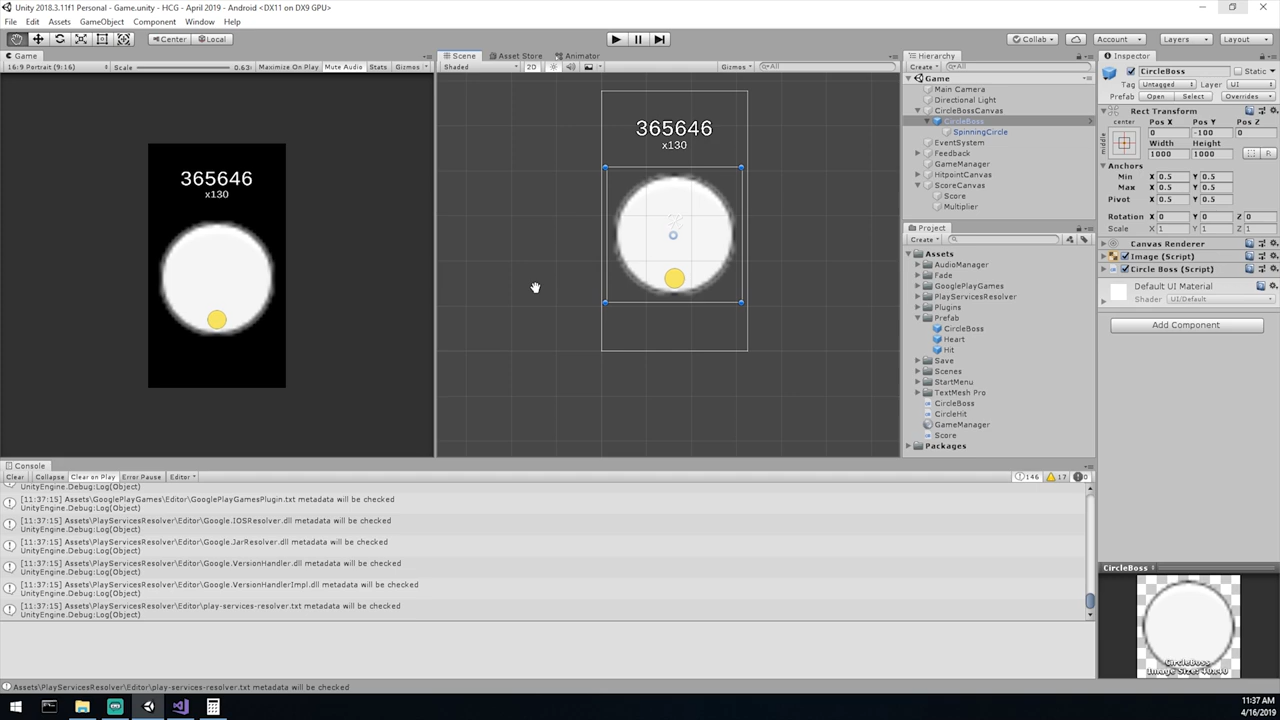 Unity 2018.3.11f1 Personal - Game.unity - HCG - April 2019 - Android <DX11 on DX9 GPU>
File Edit Assets GameObject Component Window Help
Center Local Collab Account Layers Layout
Game
16:9 Portrait (9:16) Scale 0.63x Maximize On Play Mute Audio Stats Gizmos
365646
x130
Scene Asset Store Animator
Shaded 2D Gizmos All
365646
x130
Hierarchy
Create All
Game
Main Camera
Directional Light
CircleBossCanvas
CircleBoss
SpinningCircle
EventSystem
Feedback
GameManager
HitpointCanvas
ScoreCanvas
Score
Multiplier
Project
Create
Assets
AudioManager
Fade
GooglePlayGames
PlayServicesResolver
Plugins
Prefab
CircleBoss
Heart
Hit
Save
Scenes
StartMenu
TextMesh Pro
CircleBoss
CircleHit
GameManager
Score
Packages
Inspector
CircleBoss Static
Tag Untagged Layer UI
Prefab Open Select Overrides
Rect Transform
center Pos X Pos Y Pos Z
middle 0 -100 0
Width Height
1000 1000 R
Anchors
Min X 0.5 Y 0.5
Max X 0.5 Y 0.5
Pivot X 0.5 Y 0.5
Rotation X 0 Y 0 Z 0
Scale X 1 Y 1 Z 1
Canvas Renderer
Image (Script)
Circle Boss (Script)
Default UI Material
Shader UI/Default
Add Component
CircleBoss
CircleBoss
Image Size: 40x40
Console
Clear Collapse Clear on Play Error Pause Editor 146 17 0
UnityEngine.Debug:Log(Object)
[11:37:15] Assets\GooglePlayGames\Editor\GooglePlayGamesPlugin.txt metadata will be checked
UnityEngine.Debug:Log(Object)
[11:37:15] Assets\PlayServicesResolver\Editor\Google.IOSResolver.dll metadata will be checked
UnityEngine.Debug:Log(Object)
[11:37:15] Assets\PlayServicesResolver\Editor\Google.JarResolver.dll metadata will be checked
UnityEngine.Debug:Log(Object)
[11:37:15] Assets\PlayServicesResolver\Editor\Google.VersionHandler.dll metadata will be checked
UnityEngine.Debug:Log(Object)
[11:37:15] Assets\PlayServicesResolver\Editor\Google.VersionHandlerImpl.dll metadata will be checked
UnityEngine.Debug:Log(Object)
[11:37:15] Assets\PlayServicesResolver\Editor\play-services-resolver.txt metadata will be checked
UnityEngine.Debug:Log(Object)
Assets\PlayServicesResolver\Editor\play-services-resolver.txt metadata will be checked
11:37 AM
4/16/2019